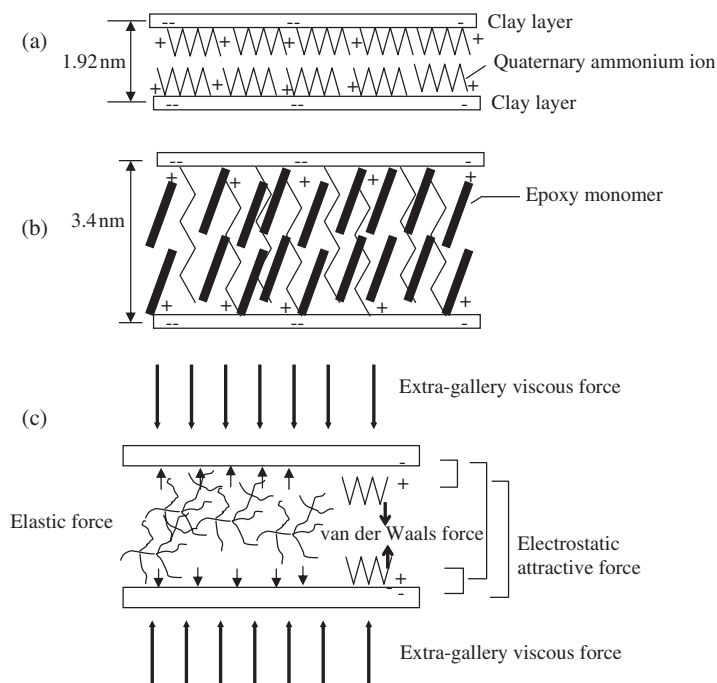 (a)
Clay layer
-- -- -
+ + + + +
1.92 nm
Quaternary ammonium ion
+ + + + +
-- -- -
Clay layer
(b)
-- -- -
+ + + +
Epoxy monomer
3.4 nm
+ + + +
-- -- -
(c)
Extra-gallery viscous force
-
+
Elastic force
van der Waals force
Electrostatic
attractive force
+
- -
Extra-gallery viscous force